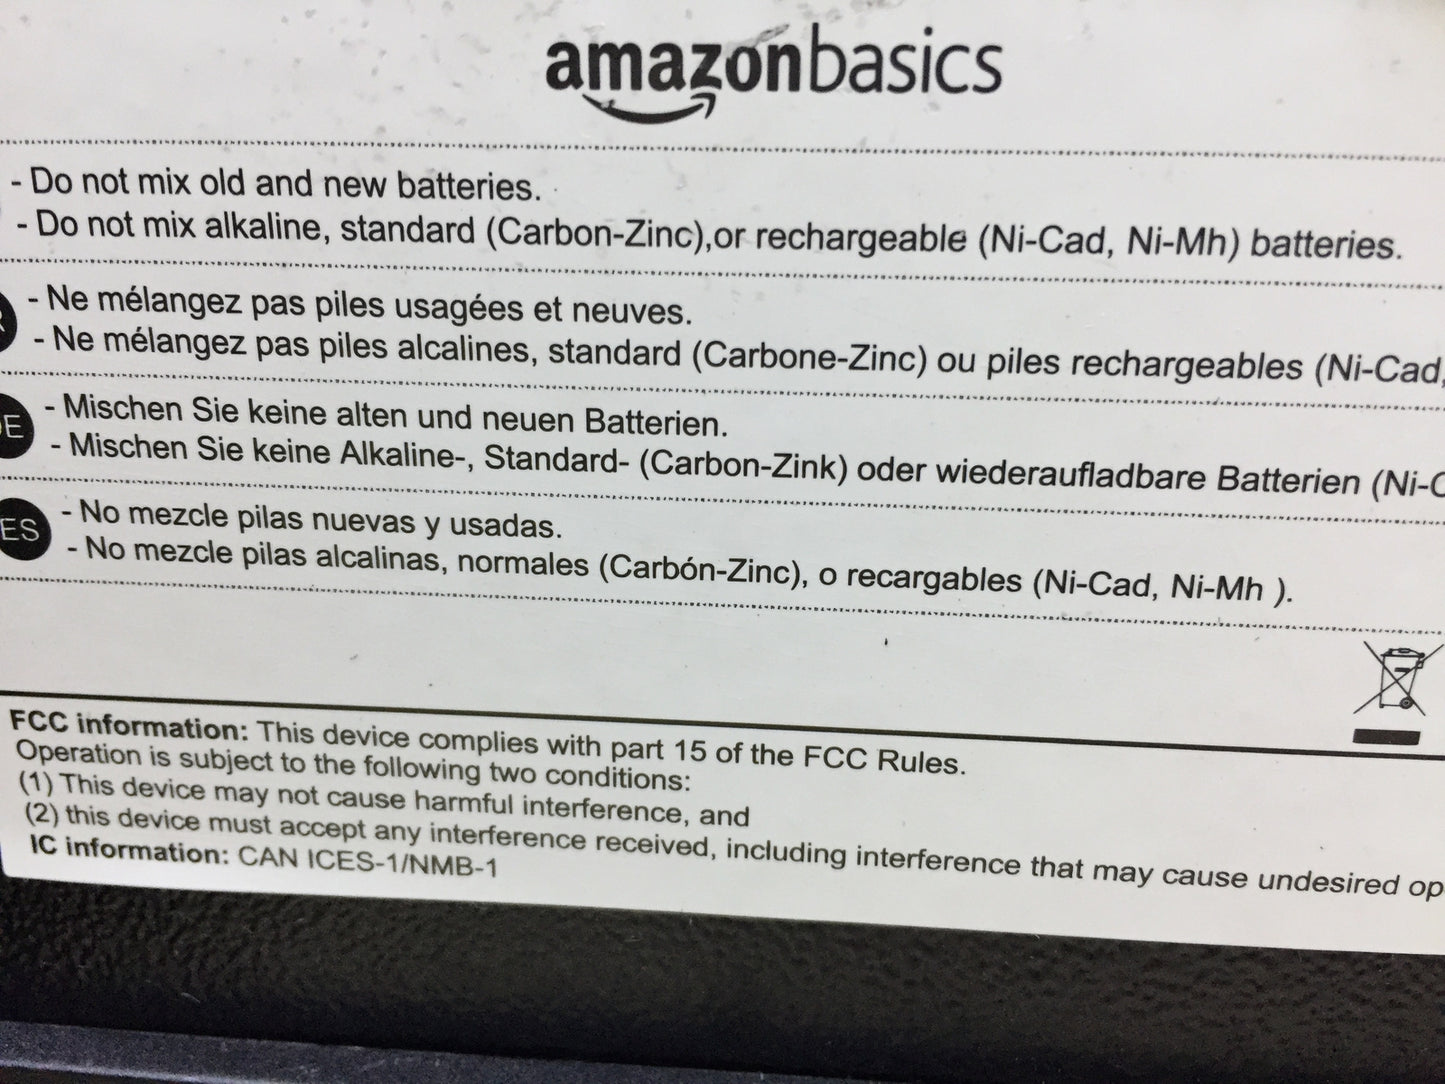 amazonbasics
- Do not mix old and new batteries.
- Do not mix alkaline, standard (Carbon-Zinc),or rechargeable (Ni-Cad, Ni-Mh) batteries.
- Ne mélangez pas piles usagées et neuves.
- Ne mélangez pas piles alcalines, standard (Carbone-Zinc) ou piles rechargeables (Ni-Cad,
DE
- Mischen Sie keine alten und neuen Batterien.
- Mischen Sie keine Alkaline-, Standard- (Carbon-Zink) oder wiederaufladbare Batterien (Ni-C
ES
- No mezcle pilas nuevas y usadas.
- No mezcle pilas alcalinas, normales (Carbón-Zinc), o recargables (Ni-Cad, Ni-Mh ).
FCC information: This device complies with part 15 of the FCC Rules.
Operation is subject to the following two conditions:
(1) This device may not cause harmful interference, and
(2) this device must accept any interference received, including interference that may cause undesired op
IC information: CAN ICES-1/NMB-1